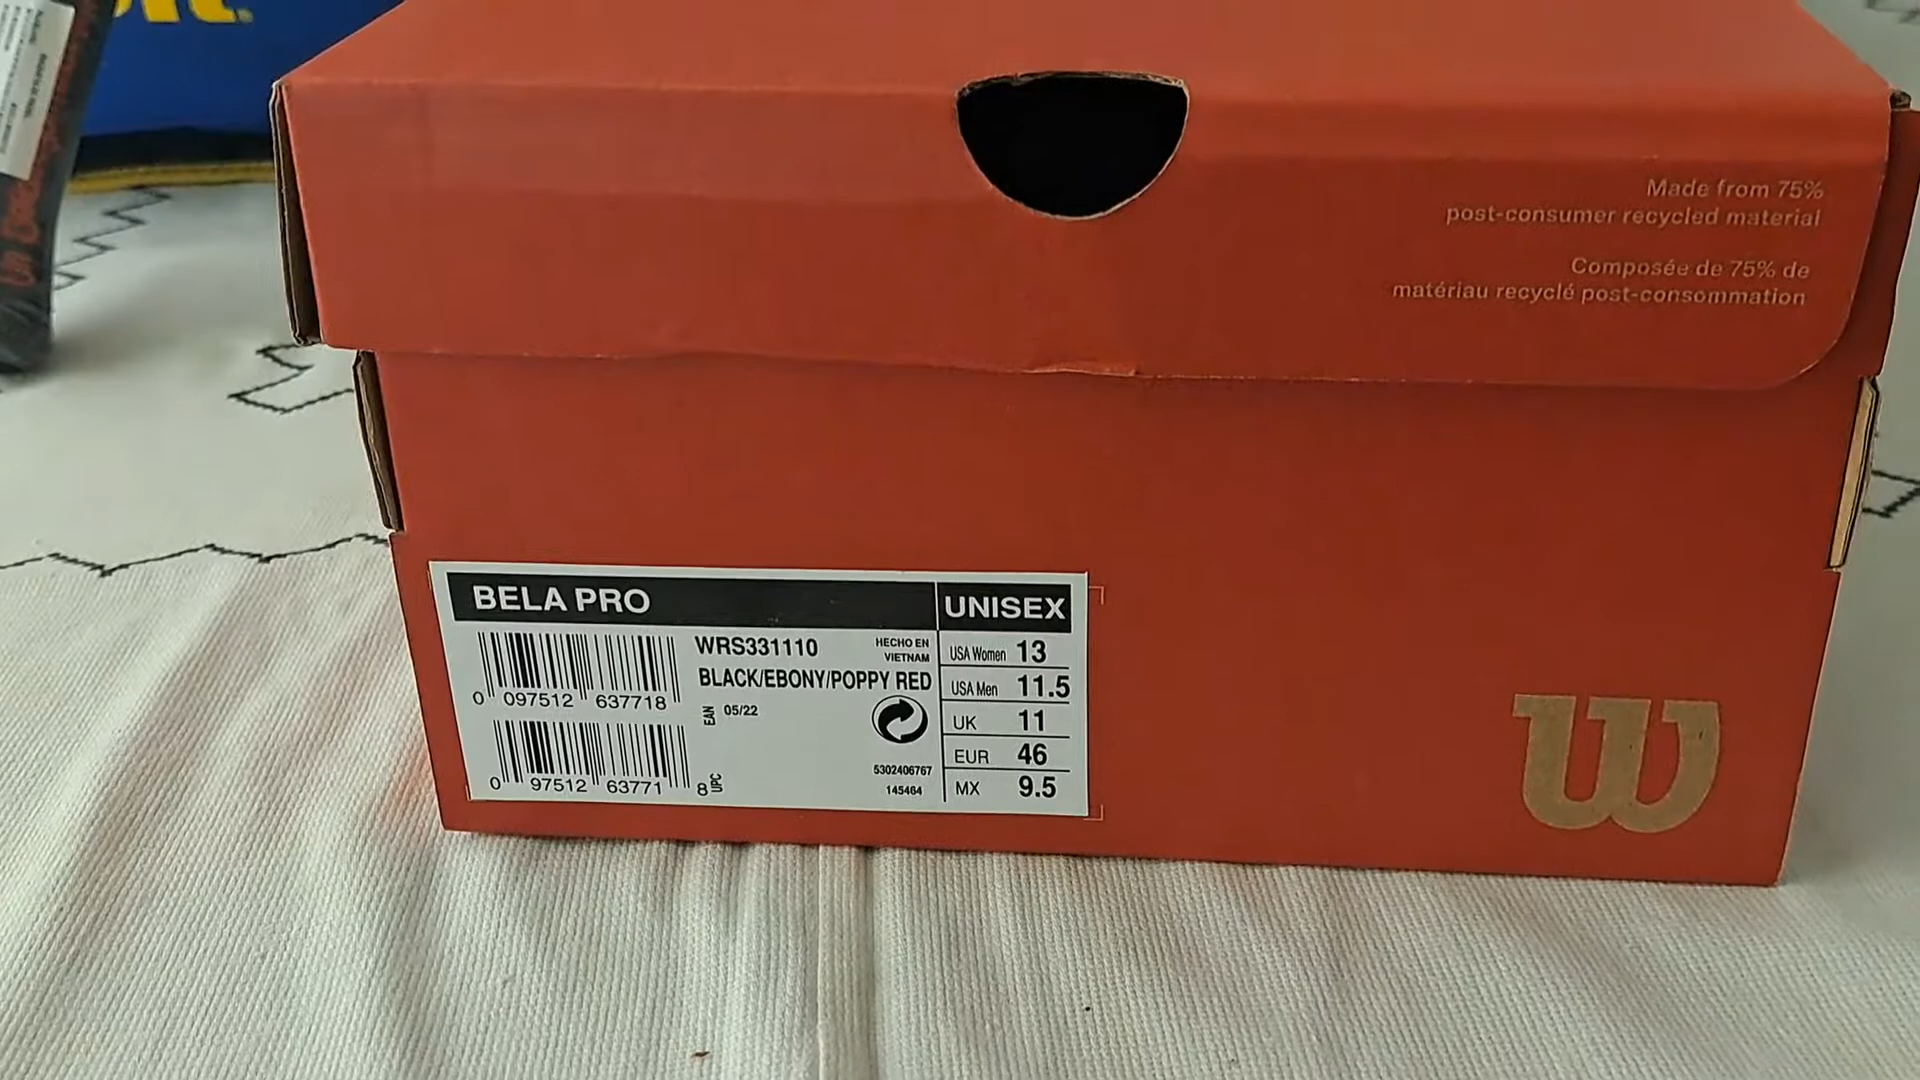 Made from 75%
post-consumer recycled material
Composée de 75% de
matériau recyclé post-consommation
BELA PRO
UNISEX
WRS331110
HECHO EN
VIETNAM
BLACK/EBONY/POPPY RED
0 097512 637718
EAN 05/22
0 97512 63771 8
UPC
5302406767
145464
USA Women 13
USA Men 11.5
UK 11
EUR 46
MX 9.5
W